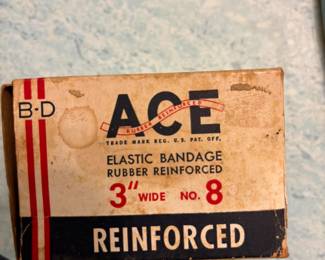 B-D
ACE
RUBBER REINFORCED
TRADE MARK REG. U.S. PAT. OFF.
ELASTIC BANDAGE
RUBBER REINFORCED
3" WIDE NO. 8
REINFORCED